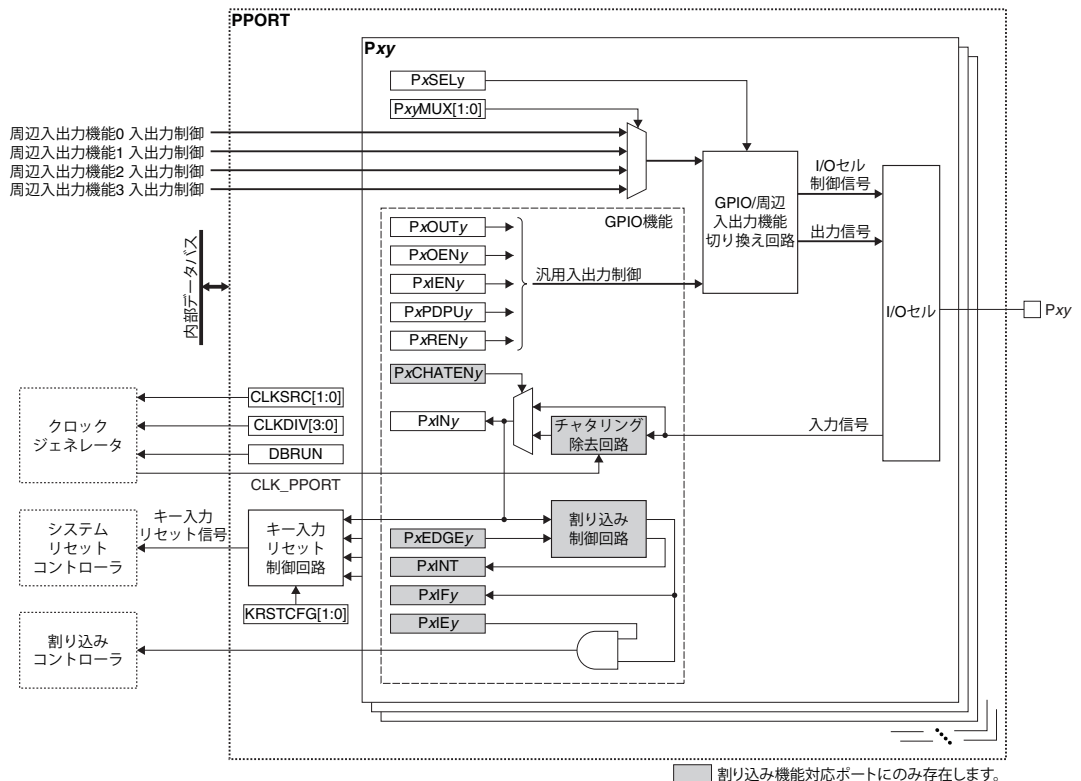 PPORT
Pxy
PxSELy
PxyMUX[1:0]
周辺入出力機能0 入出力制御
周辺入出力機能1 入出力制御
周辺入出力機能2 入出力制御
周辺入出力機能3 入出力制御
GPIO/周辺
入出力機能
切り換え回路
I/Oセル
制御信号
出力信号
I/Oセル
Pxy
GPIO機能
PxOUTy
PxOENy
PxIENy
PxPDPUy
PxRENy
汎用入出力制御
内部データバス
PxCHATENy
PxINy
チャタリング
除去回路
入力信号
クロック
ジェネレータ
CLKSRC[1:0]
CLKDIV[3:0]
DBRUN
CLK_PPORT
システム
リセット
コントローラ
キー入力
リセット信号
キー入力
リセット
制御回路
KRSTCFG[1:0]
割り込み
制御回路
PxEDGEy
PxINT
PxIFy
PxIEy
割り込み
コントローラ
割り込み機能対応ポートにのみ存在します。